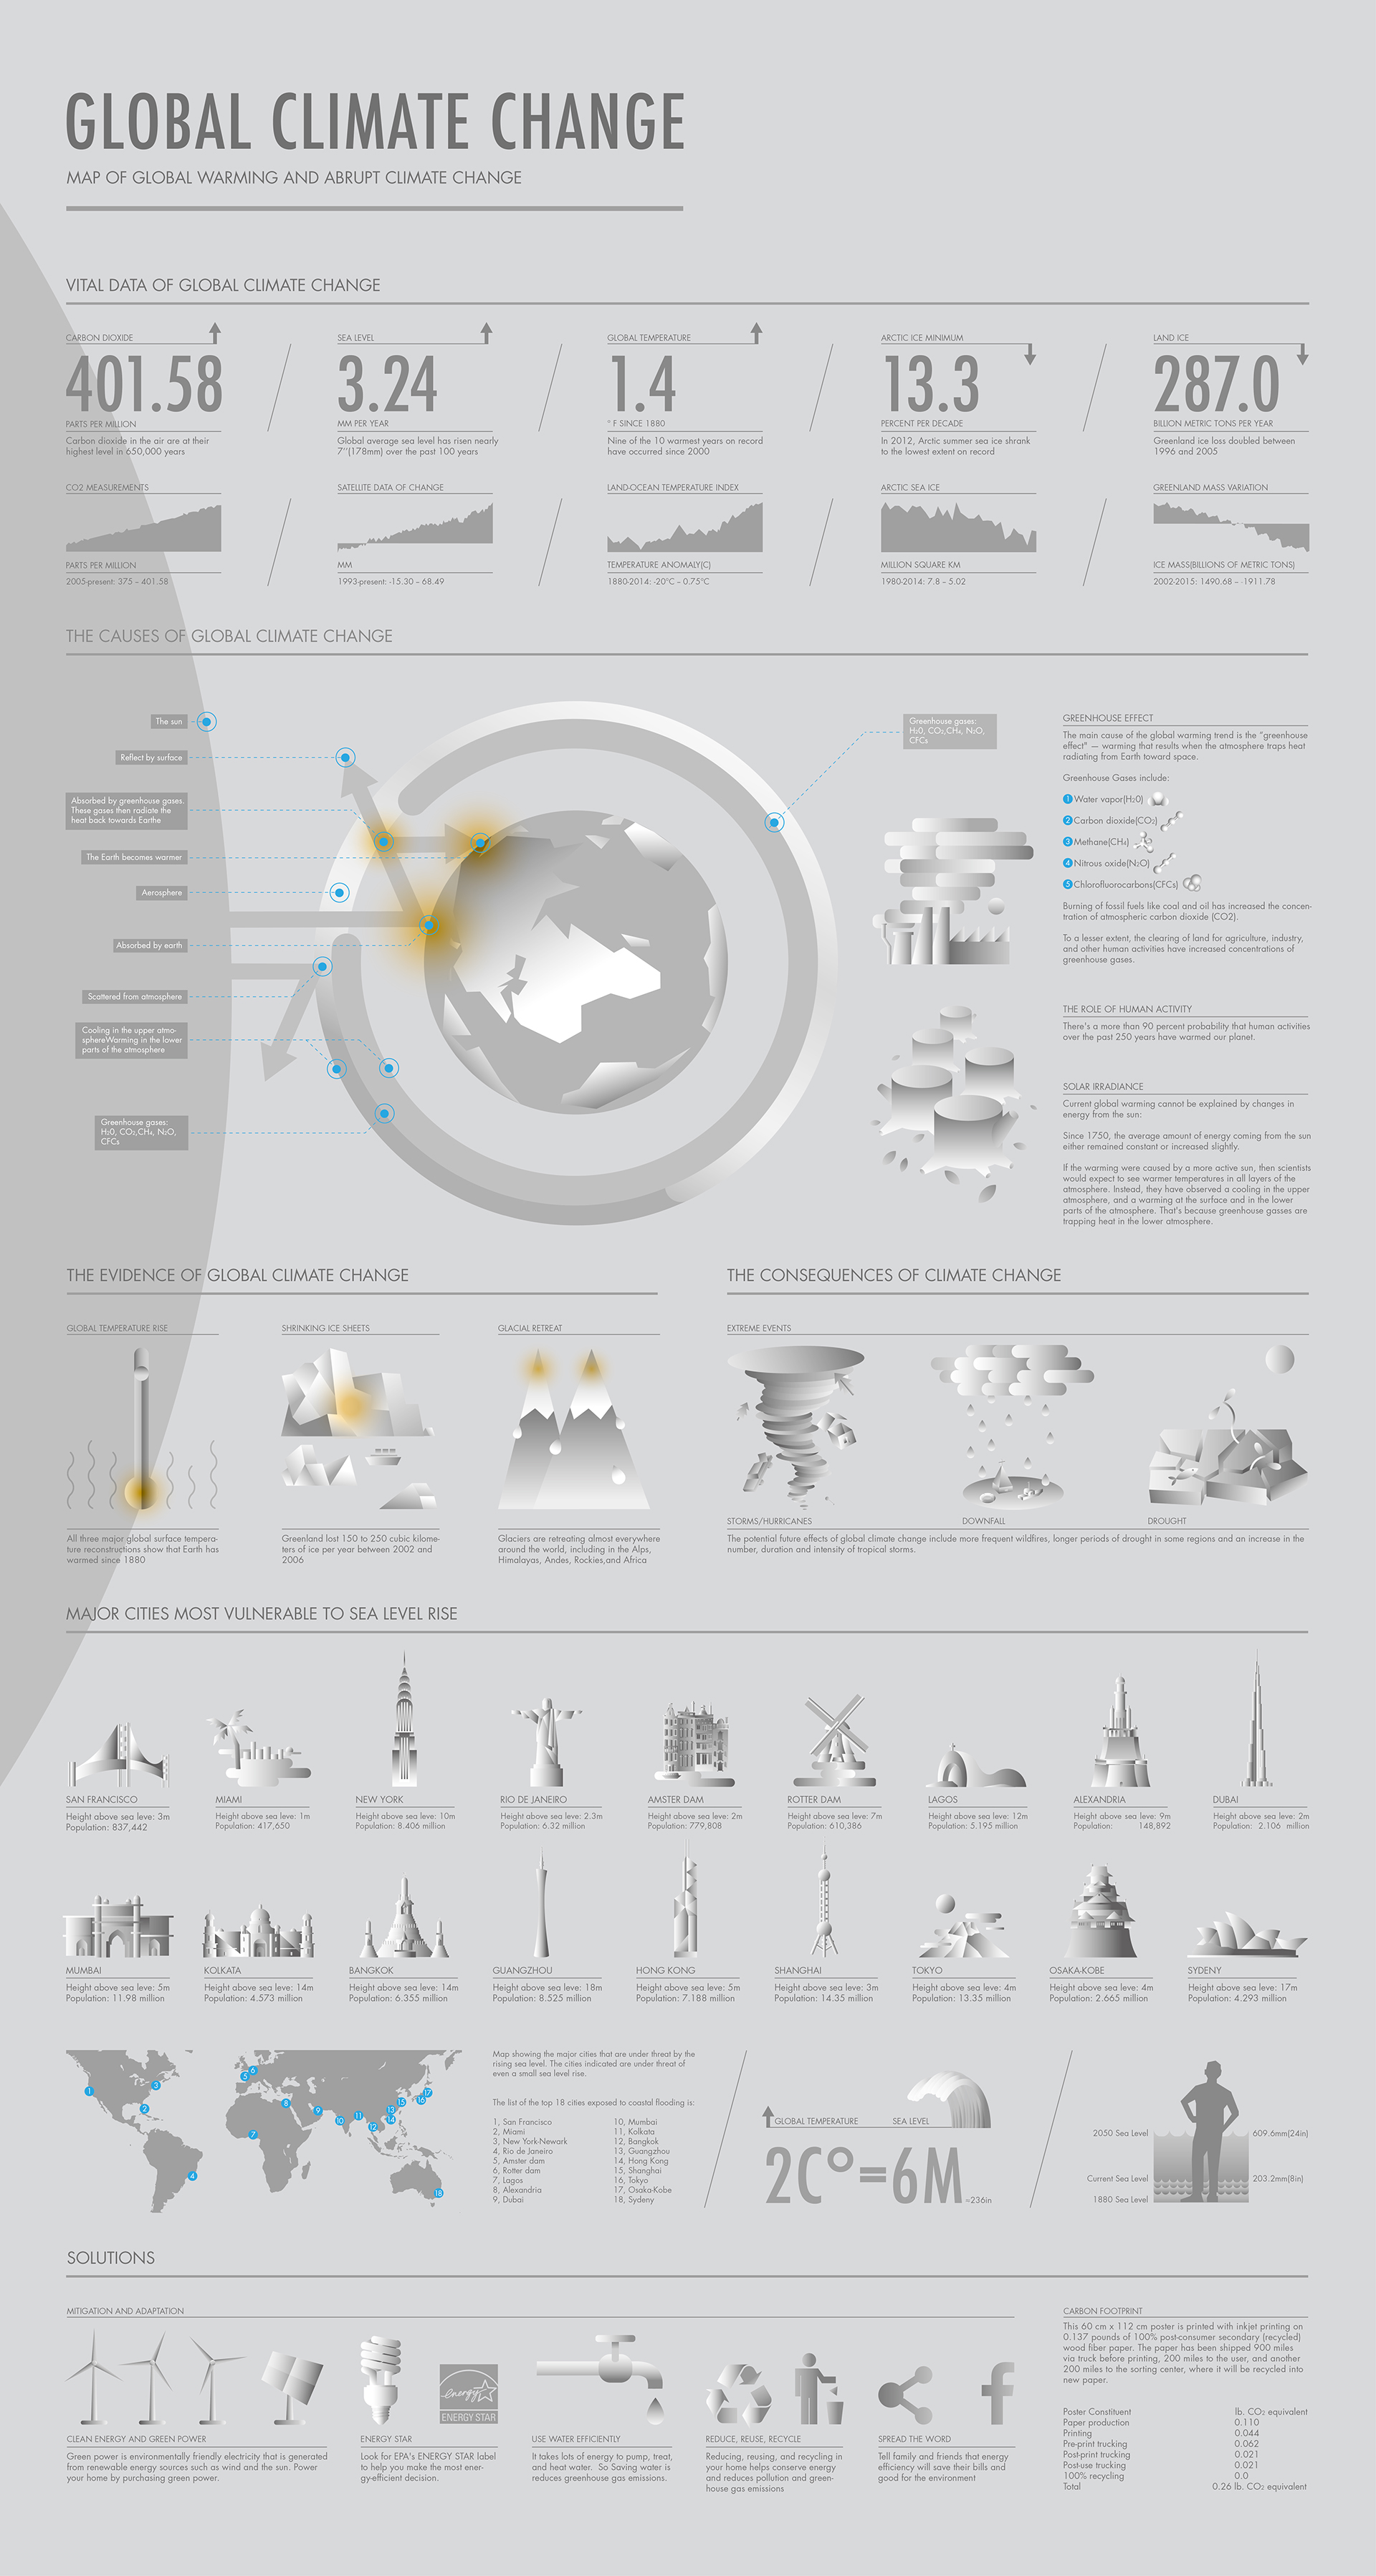 GLOBAL CLIMATE CHANGE
MAP OF GLOBAL WARMING AND ABRUPT CLIMATE CHANGE
VITAL DATA OF GLOBAL CLIMATE CHANGE
CARBON DIOXIDE
401.58
PARTS PER MILLION
Carbon dioxide in the air are at their
highest level in 650,000 years
SEA LEVEL
3.24
MM PER YEAR
Global average sea level has risen nearly
7''(178mm) over the past 100 years
GLOBAL TEMPERATURE
1.4
° F SINCE 1880
Nine of the 10 warmest years on record
have occurred since 2000
ARCTIC ICE MINIMUM
13.3
PERCENT PER DECADE
In 2012, Arctic summer sea ice shrank
to the lowest extent on record
LAND ICE
287.0
BILLION METRIC TONS PER YEAR
Greenland ice loss doubled between
1996 and 2005
CO2 MEASUREMENTS
PARTS PER MILLION
2005-present: 375 – 401.58
SATELLITE DATA OF CHANGE
MM
1993-present: -15.30 – 68.49
LAND-OCEAN TEMPERATURE INDEX
TEMPERATURE ANOMALY(C)
1880-2014: -20°C – 0.75°C
ARCTIC SEA ICE
MILLION SQUARE KM
1980-2014: 7.8 – 5.02
GREENLAND MASS VARIATION
ICE MASS(BILLIONS OF METRIC TONS)
2002-2015: 1490.68 – -1911.78
THE CAUSES OF GLOBAL CLIMATE CHANGE
The sun
Reflect by surface
Absorbed by greenhouse gases.
These gases then radiate the
heat back towards Earthe
The Earth becomes warmer
Aerosphere
Absorbed by earth
Scattered from atmosphere
Cooling in the upper atmo-
sphereWarming in the lower
parts of the atmosphere
Greenhouse gases:
H₂0, CO₂,CH₄, N₂O,
CFCs
Greenhouse gases:
H₂0, CO₂,CH₄, N₂O,
CFCs
GREENHOUSE EFFECT
The main cause of the global warming trend is the "greenhouse
effect" — warming that results when the atmosphere traps heat
radiating from Earth toward space.
Greenhouse Gases include:
1 Water vapor(H₂0)
2 Carbon dioxide(CO₂)
3 Methane(CH₄)
4 Nitrous oxide(N₂O)
5 Chlorofluorocarbons(CFCs)
Burning of fossil fuels like coal and oil has increased the concen-
tration of atmospheric carbon dioxide (CO2).
To a lesser extent, the clearing of land for agriculture, industry,
and other human activities have increased concentrations of
greenhouse gases.
THE ROLE OF HUMAN ACTIVITY
There's a more than 90 percent probability that human activities
over the past 250 years have warmed our planet.
SOLAR IRRADIANCE
Current global warming cannot be explained by changes in
energy from the sun:
Since 1750, the average amount of energy coming from the sun
either remained constant or increased slightly.
If the warming were caused by a more active sun, then scientists
would expect to see warmer temperatures in all layers of the
atmosphere. Instead, they have observed a cooling in the upper
atmosphere, and a warming at the surface and in the lower
parts of the atmosphere. That's because greenhouse gasses are
trapping heat in the lower atmosphere.
THE EVIDENCE OF GLOBAL CLIMATE CHANGE
GLOBAL TEMPERATURE RISE
All three major global surface tempera-
ture reconstructions show that Earth has
warmed since 1880
SHRINKING ICE SHEETS
Greenland lost 150 to 250 cubic kilome-
ters of ice per year between 2002 and
2006
GLACIAL RETREAT
Glaciers are retreating almost everywhere
around the world, including in the Alps,
Himalayas, Andes, Rockies,and Africa
THE CONSEQUENCES OF CLIMATE CHANGE
EXTREME EVENTS
STORMS/HURRICANES
DOWNFALL
DROUGHT
The potential future effects of global climate change include more frequent wildfires, longer periods of drought in some regions and an increase in the
number, duration and intensity of tropical storms.
MAJOR CITIES MOST VULNERABLE TO SEA LEVEL RISE
SAN FRANCISCO
Height above sea leve: 3m
Population: 837,442
MIAMI
Height above sea leve: 1m
Population: 417,650
NEW YORK
Height above sea leve: 10m
Population: 8.406 million
RIO DE JANEIRO
Height above sea leve: 2.3m
Population: 6.32 million
AMSTER DAM
Height above sea leve: 2m
Population: 779,808
ROTTER DAM
Height above sea leve: 7m
Population: 610,386
LAGOS
Height above sea leve: 12m
Population: 5.195 million
ALEXANDRIA
Height above sea leve: 9m
Population: 148,892
DUBAI
Height above sea leve: 2m
Population: 2.106 million
MUMBAI
Height above sea leve: 5m
Population: 11.98 million
KOLKATA
Height above sea leve: 14m
Population: 4.573 million
BANGKOK
Height above sea leve: 14m
Population: 6.355 million
GUANGZHOU
Height above sea leve: 18m
Population: 8.525 million
HONG KONG
Height above sea leve: 5m
Population: 7.188 million
SHANGHAI
Height above sea leve: 3m
Population: 14.35 million
TOKYO
Height above sea leve: 4m
Population: 13.35 million
OSAKA-KOBE
Height above sea leve: 4m
Population: 2.665 million
SYDENY
Height above sea leve: 17m
Population: 4.293 million
1
2
3
4
5
6
7
8
9
10
11
12
13
14
15
16
17
18
Map showing the major cities that are under threat by the
rising sea level. The cities indicated are under threat of
even a small sea level rise.
The list of the top 18 cities exposed to coastal flooding is:
1, San Francisco
2, Miami
3, New York-Newark
4, Rio de Janeiro
5, Amster dam
6, Rotter dam
7, Lagos
8, Alexandria
9, Dubai
10, Mumbai
11, Kolkata
12, Bangkok
13, Guangzhou
14, Hong Kong
15, Shanghai
16, Tokyo
17, Osaka-Kobe
18, Sydeny
GLOBAL TEMPERATURE
SEA LEVEL
2C°=6M ≈236in
2050 Sea Level
609.6mm(24in)
Current Sea Level
203.2mm(8in)
1880 Sea Level
SOLUTIONS
MITIGATION AND ADAPTATION
energy
ENERGY STAR
CLEAN ENERGY AND GREEN POWER
Green power is environmentally friendly electricity that is generated
from renewable energy sources such as wind and the sun. Power
your home by purchasing green power.
ENERGY STAR
Look for EPA's ENERGY STAR label
to help you make the most ener-
gy-efficient decision.
USE WATER EFFICIENTLY
It takes lots of energy to pump, treat,
and heat water. So Saving water is
reduces greenhouse gas emissions.
REDUCE, REUSE, RECYCLE
Reducing, reusing, and recycling in
your home helps conserve energy
and reduces pollution and green-
house gas emissions
SPREAD THE WORD
Tell family and friends that energy
efficiency will save their bills and
good for the environment
CARBON FOOTPRINT
This 60 cm x 112 cm poster is printed with inkjet printing on
0.137 pounds of 100% post-consumer secondary (recycled)
wood fiber paper. The paper has been shipped 900 miles
via truck before printing, 200 miles to the user, and another
200 miles to the sorting center, where it will be recycled into
new paper.
Poster Constituent lb. CO₂ equivalent
Paper production 0.110
Printing 0.044
Pre-print trucking 0.062
Post-print trucking 0.021
Post-use trucking 0.021
100% recycling 0.0
Total 0.26 lb. CO₂ equivalent